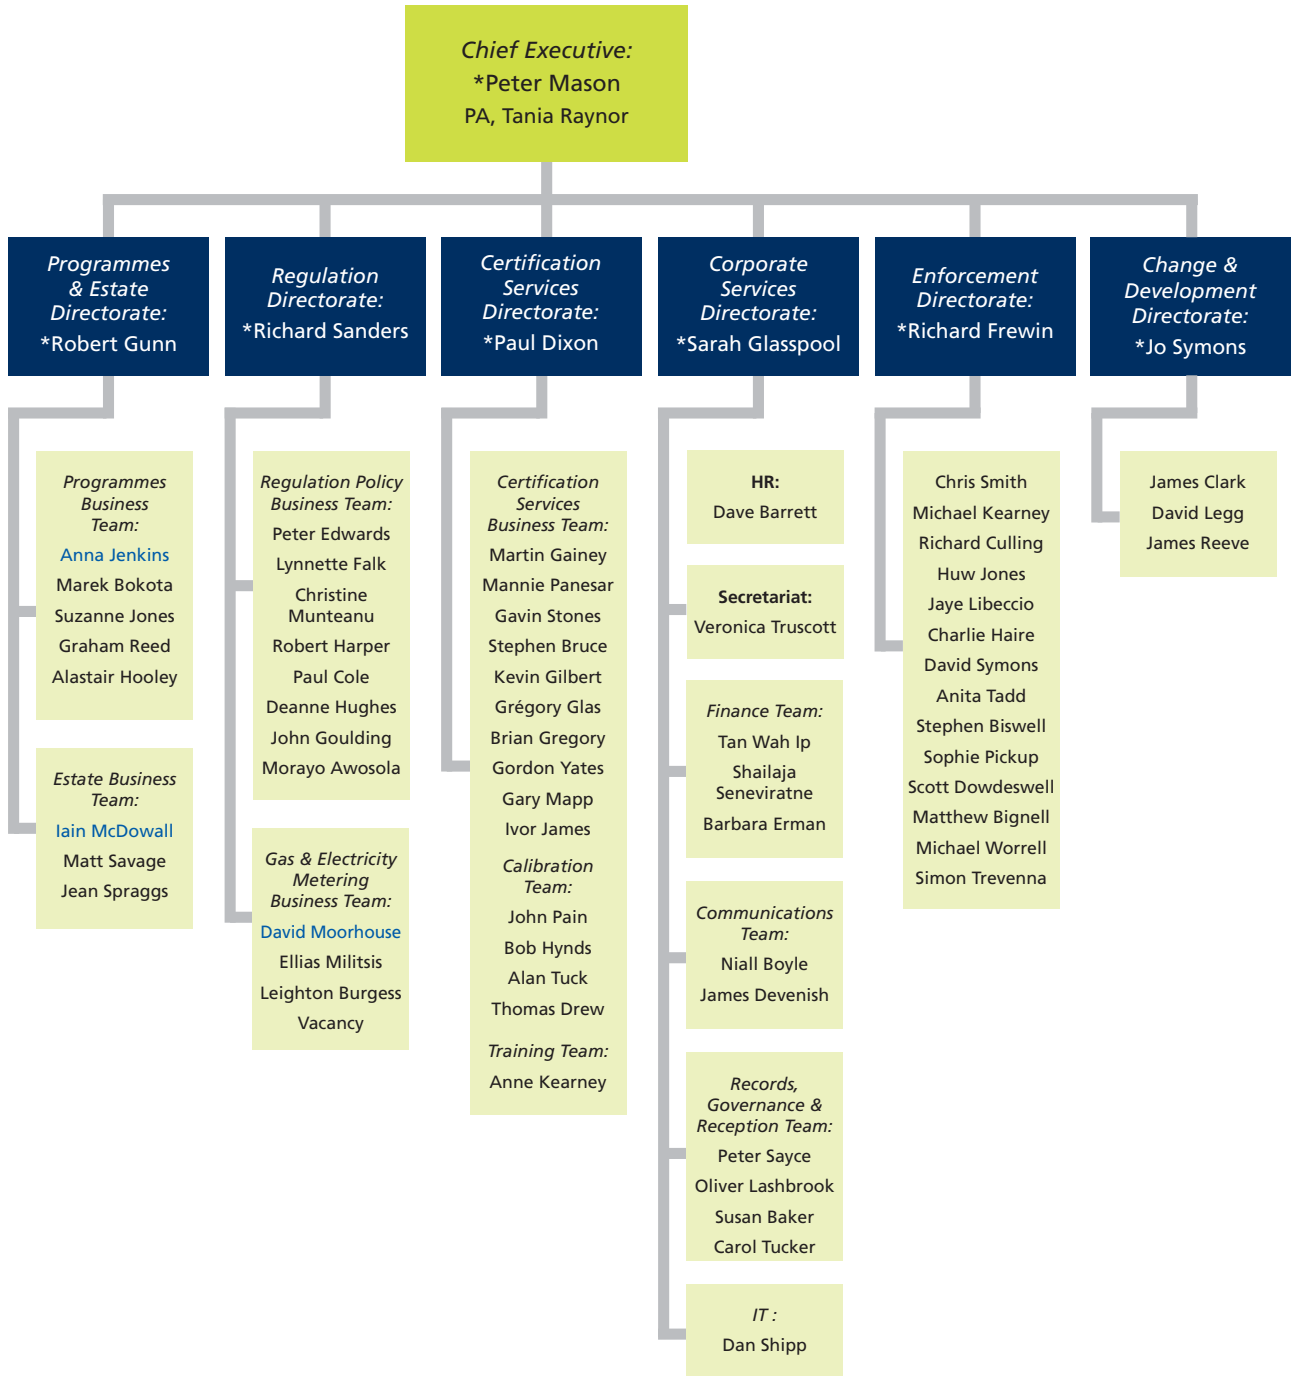 Chief Executive:
*Peter Mason
PA, Tania Raynor
Programmes
& Estate
Directorate:
*Robert Gunn
Regulation
Directorate:
*Richard Sanders
Certification
Services
Directorate:
*Paul Dixon
Corporate
Services
Directorate:
*Sarah Glasspool
Enforcement
Directorate:
*Richard Frewin
Change &
Development
Directorate:
*Jo Symons
Programmes
Business
Team:
Anna Jenkins
Marek Bokota
Suzanne Jones
Graham Reed
Alastair Hooley
Estate Business
Team:
Iain McDowall
Matt Savage
Jean Spraggs
Regulation Policy
Business Team:
Peter Edwards
Lynnette Falk
Christine
Munteanu
Robert Harper
Paul Cole
Deanne Hughes
John Goulding
Morayo Awosola
Gas & Electricity
Metering
Business Team:
David Moorhouse
Ellias Militsis
Leighton Burgess
Vacancy
Certification
Services
Business Team:
Martin Gainey
Mannie Panesar
Gavin Stones
Stephen Bruce
Kevin Gilbert
Grégory Glas
Brian Gregory
Gordon Yates
Gary Mapp
Ivor James
Calibration
Team:
John Pain
Bob Hynds
Alan Tuck
Thomas Drew
Training Team:
Anne Kearney
HR:
Dave Barrett
Secretariat:
Veronica Truscott
Finance Team:
Tan Wah Ip
Shailaja
Seneviratne
Barbara Erman
Communications
Team:
Niall Boyle
James Devenish
Records,
Governance &
Reception Team:
Peter Sayce
Oliver Lashbrook
Susan Baker
Carol Tucker
IT :
Dan Shipp
Chris Smith
Michael Kearney
Richard Culling
Huw Jones
Jaye Libeccio
Charlie Haire
David Symons
Anita Tadd
Stephen Biswell
Sophie Pickup
Scott Dowdeswell
Matthew Bignell
Michael Worrell
Simon Trevenna
James Clark
David Legg
James Reeve